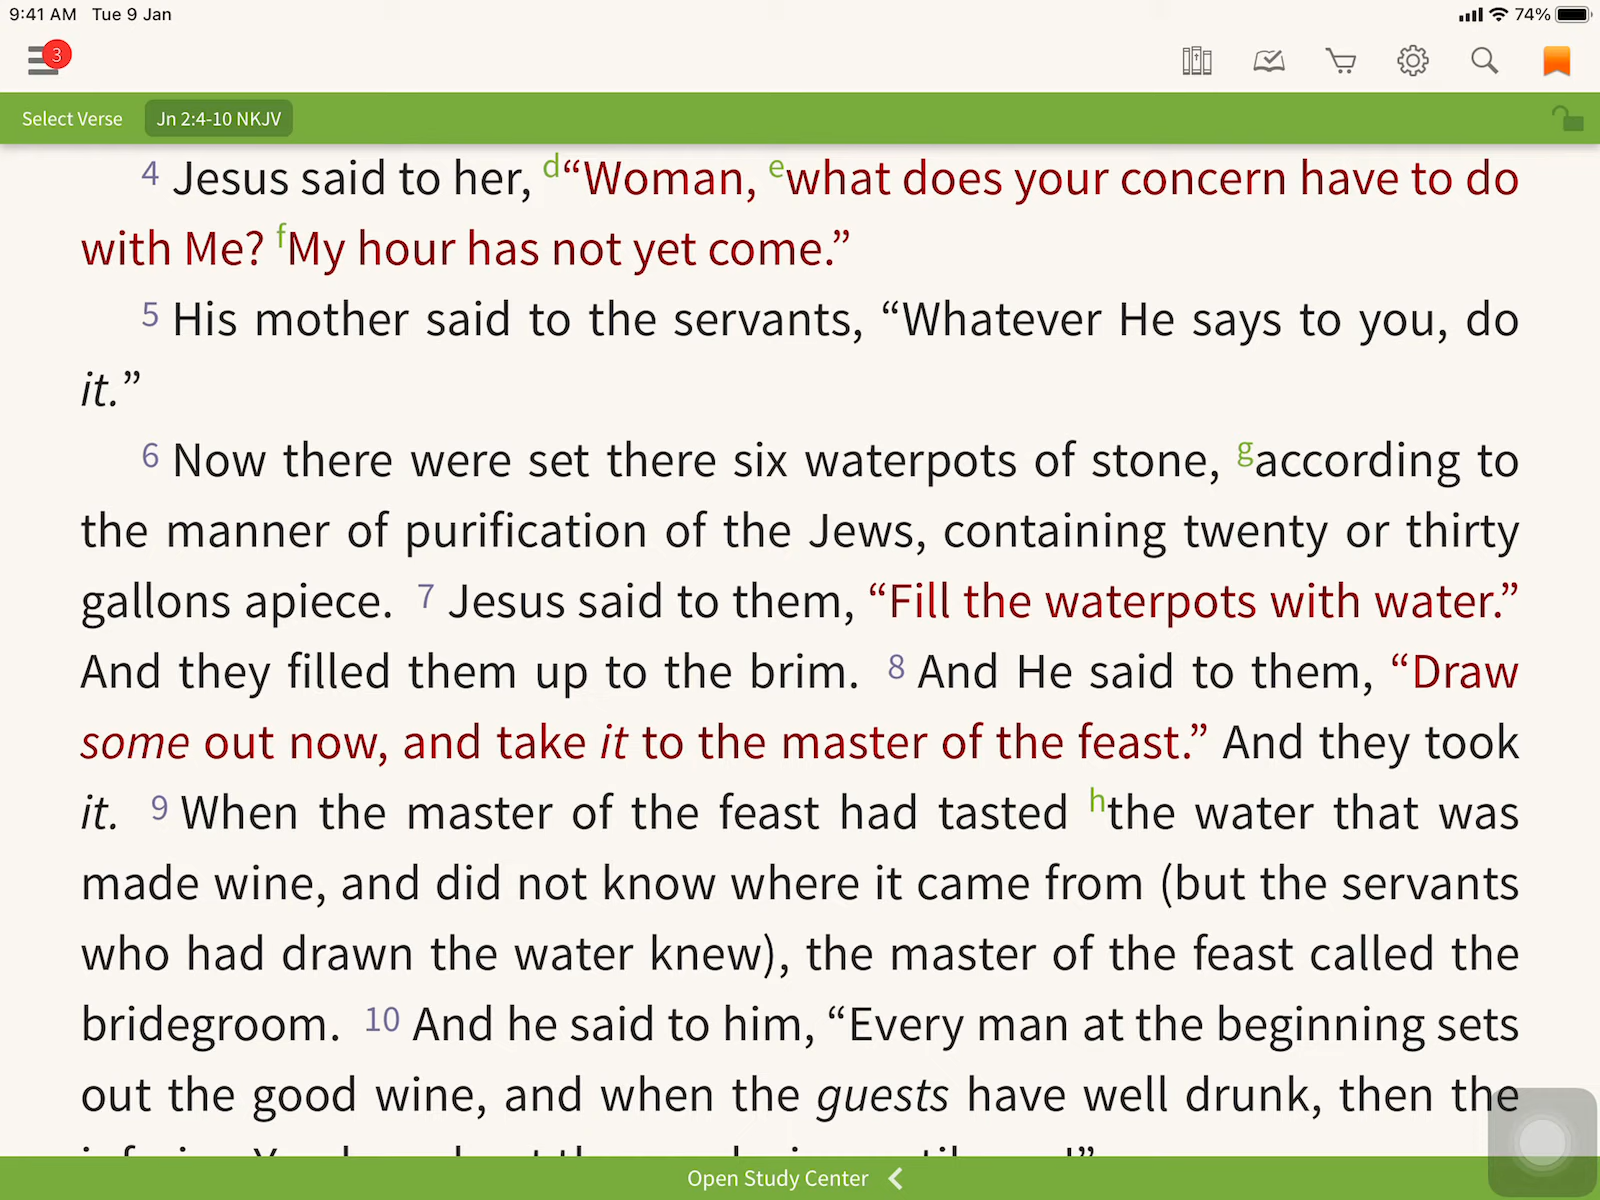 9:41 AM Tue 9 Jan 74%
3
Select Verse Jn 2:4-10 NKJV
4 Jesus said to her, d“Woman, ewhat does your concern have to do
with Me? fMy hour has not yet come.”
5 His mother said to the servants, “Whatever He says to you, do
it.”
6 Now there were set there six waterpots of stone, gaccording to
the manner of purification of the Jews, containing twenty or thirty
gallons apiece. 7 Jesus said to them, “Fill the waterpots with water.”
And they filled them up to the brim. 8 And He said to them, “Draw
some out now, and take it to the master of the feast.” And they took
it. 9 When the master of the feast had tasted hthe water that was
made wine, and did not know where it came from (but the servants
who had drawn the water knew), the master of the feast called the
bridegroom. 10 And he said to him, “Every man at the beginning sets
out the good wine, and when the guests have well drunk, then the
Open Study Center